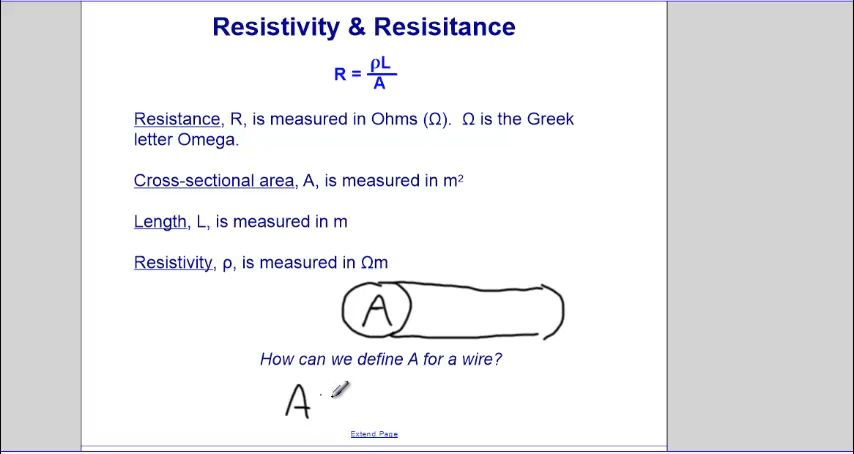 Resistivity & Resisitance
R = ρL
A
Resistance, R, is measured in Ohms (Ω).  Ω is the Greek
letter Omega.
Cross-sectional area, A, is measured in m²
Length, L, is measured in m
Resistivity, ρ, is measured in Ωm
A
How can we define A for a wire?
A
Extend Page